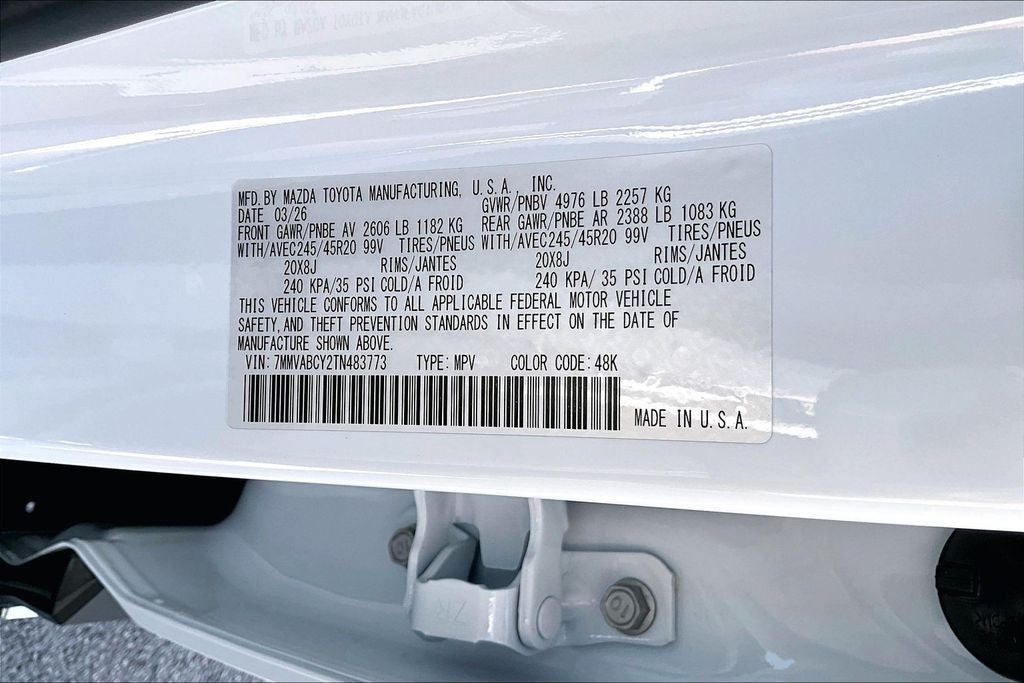 MFD. BY MAZDA TOYOTA MANUFACTURING, U.S.A., INC.
DATE 03/26 GVWR/PNBV 4976 LB 2257 KG
FRONT GAWR/PNBE AV 2606 LB 1182 KG REAR GAWR/PNBE AR 2388 LB 1083 KG
WITH/AVEC245/45R20 99V TIRES/PNEUS WITH/AVEC245/45R20 99V TIRES/PNEUS
20X8J RIMS/JANTES 20X8J RIMS/JANTES
240 KPA/35 PSI COLD/A FROID 240 KPA/ 35 PSI COLD/A FROID
THIS VEHICLE CONFORMS TO ALL APPLICABLE FEDERAL MOTOR VEHICLE
SAFETY, AND THEFT PREVENTION STANDARDS IN EFFECT ON THE DATE OF
MANUFACTURE SHOWN ABOVE.
VIN: 7MMVABCY2TN483773 TYPE: MPV COLOR CODE: 48K
MADE IN U.S.A.